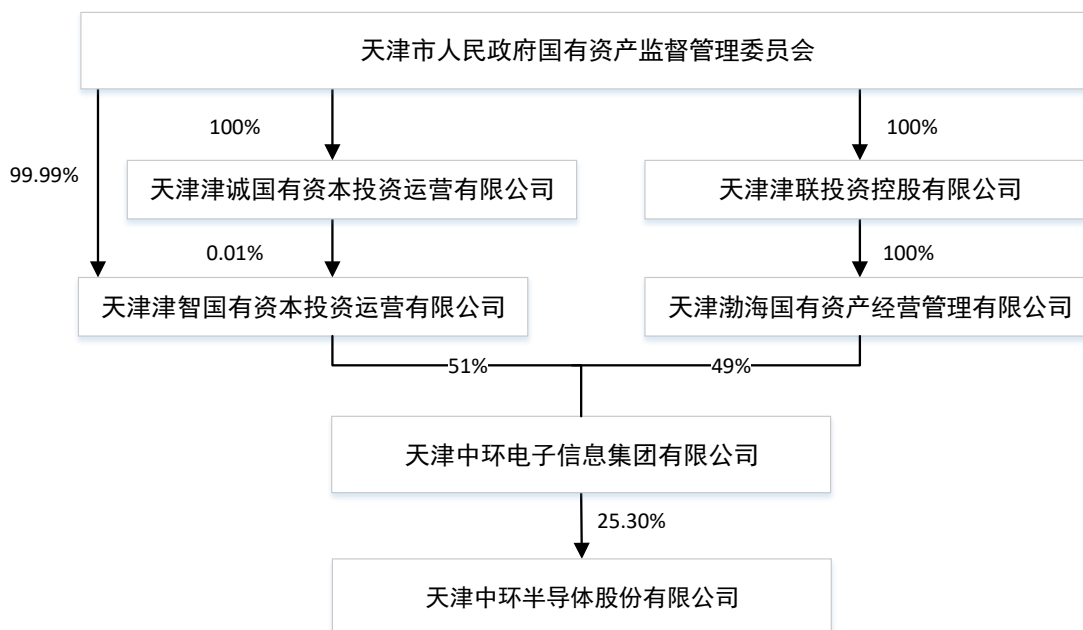 天津市人民政府国有资产监督管理委员会
100%
100%
99.99%
天津津诚国有资本投资运营有限公司
天津津联投资控股有限公司
0.01%
100%
天津津智国有资本投资运营有限公司
天津渤海国有资产经营管理有限公司
51%
49%
天津中环电子信息集团有限公司
25.30%
天津中环半导体股份有限公司